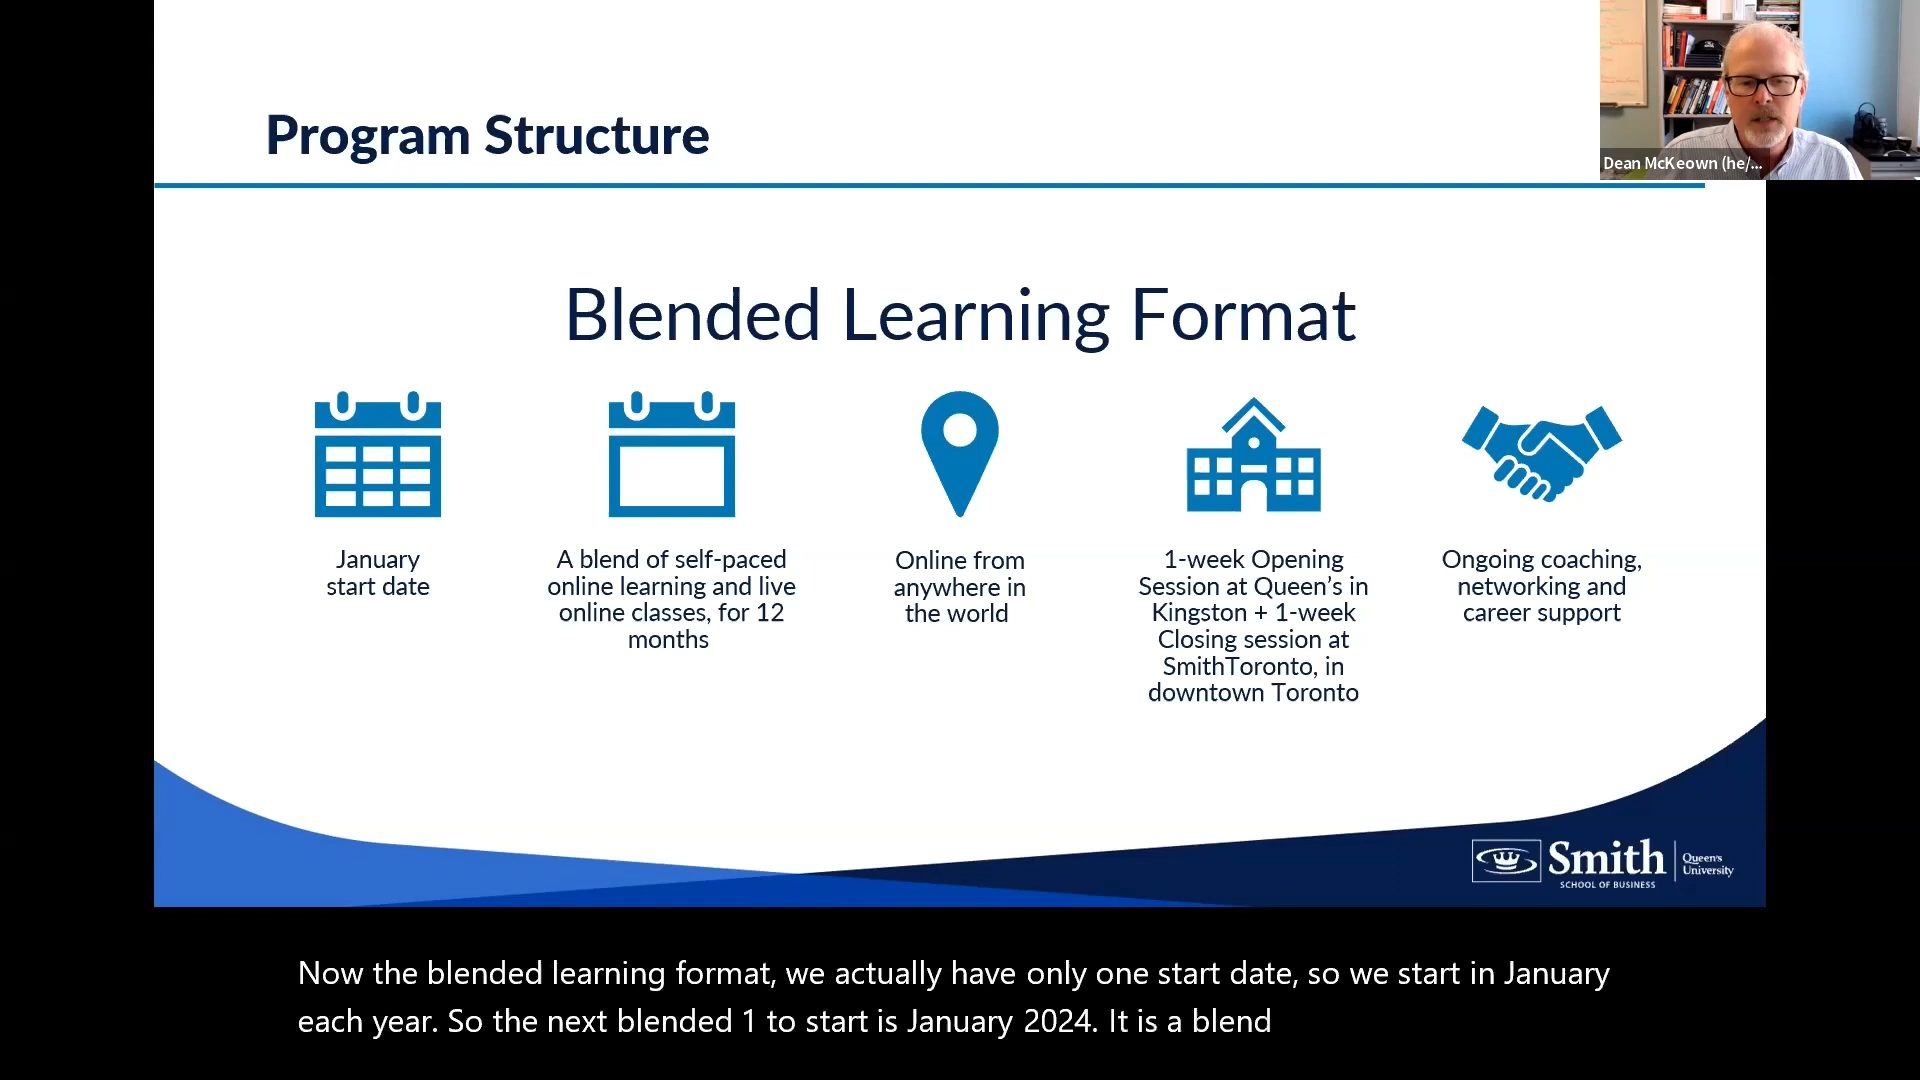 Program Structure
Dean McKeown (he/...
Blended Learning Format
January
start date
A blend of self-paced
online learning and live
online classes, for 12
months
Online from
anywhere in
the world
1-week Opening
Session at Queen's in
Kingston + 1-week
Closing session at
SmithToronto, in
downtown Toronto
Ongoing coaching,
networking and
career support
Smith
SCHOOL OF BUSINESS
Queen's
University
Now the blended learning format, we actually have only one start date, so we start in January
each year. So the next blended 1 to start is January 2024. It is a blend